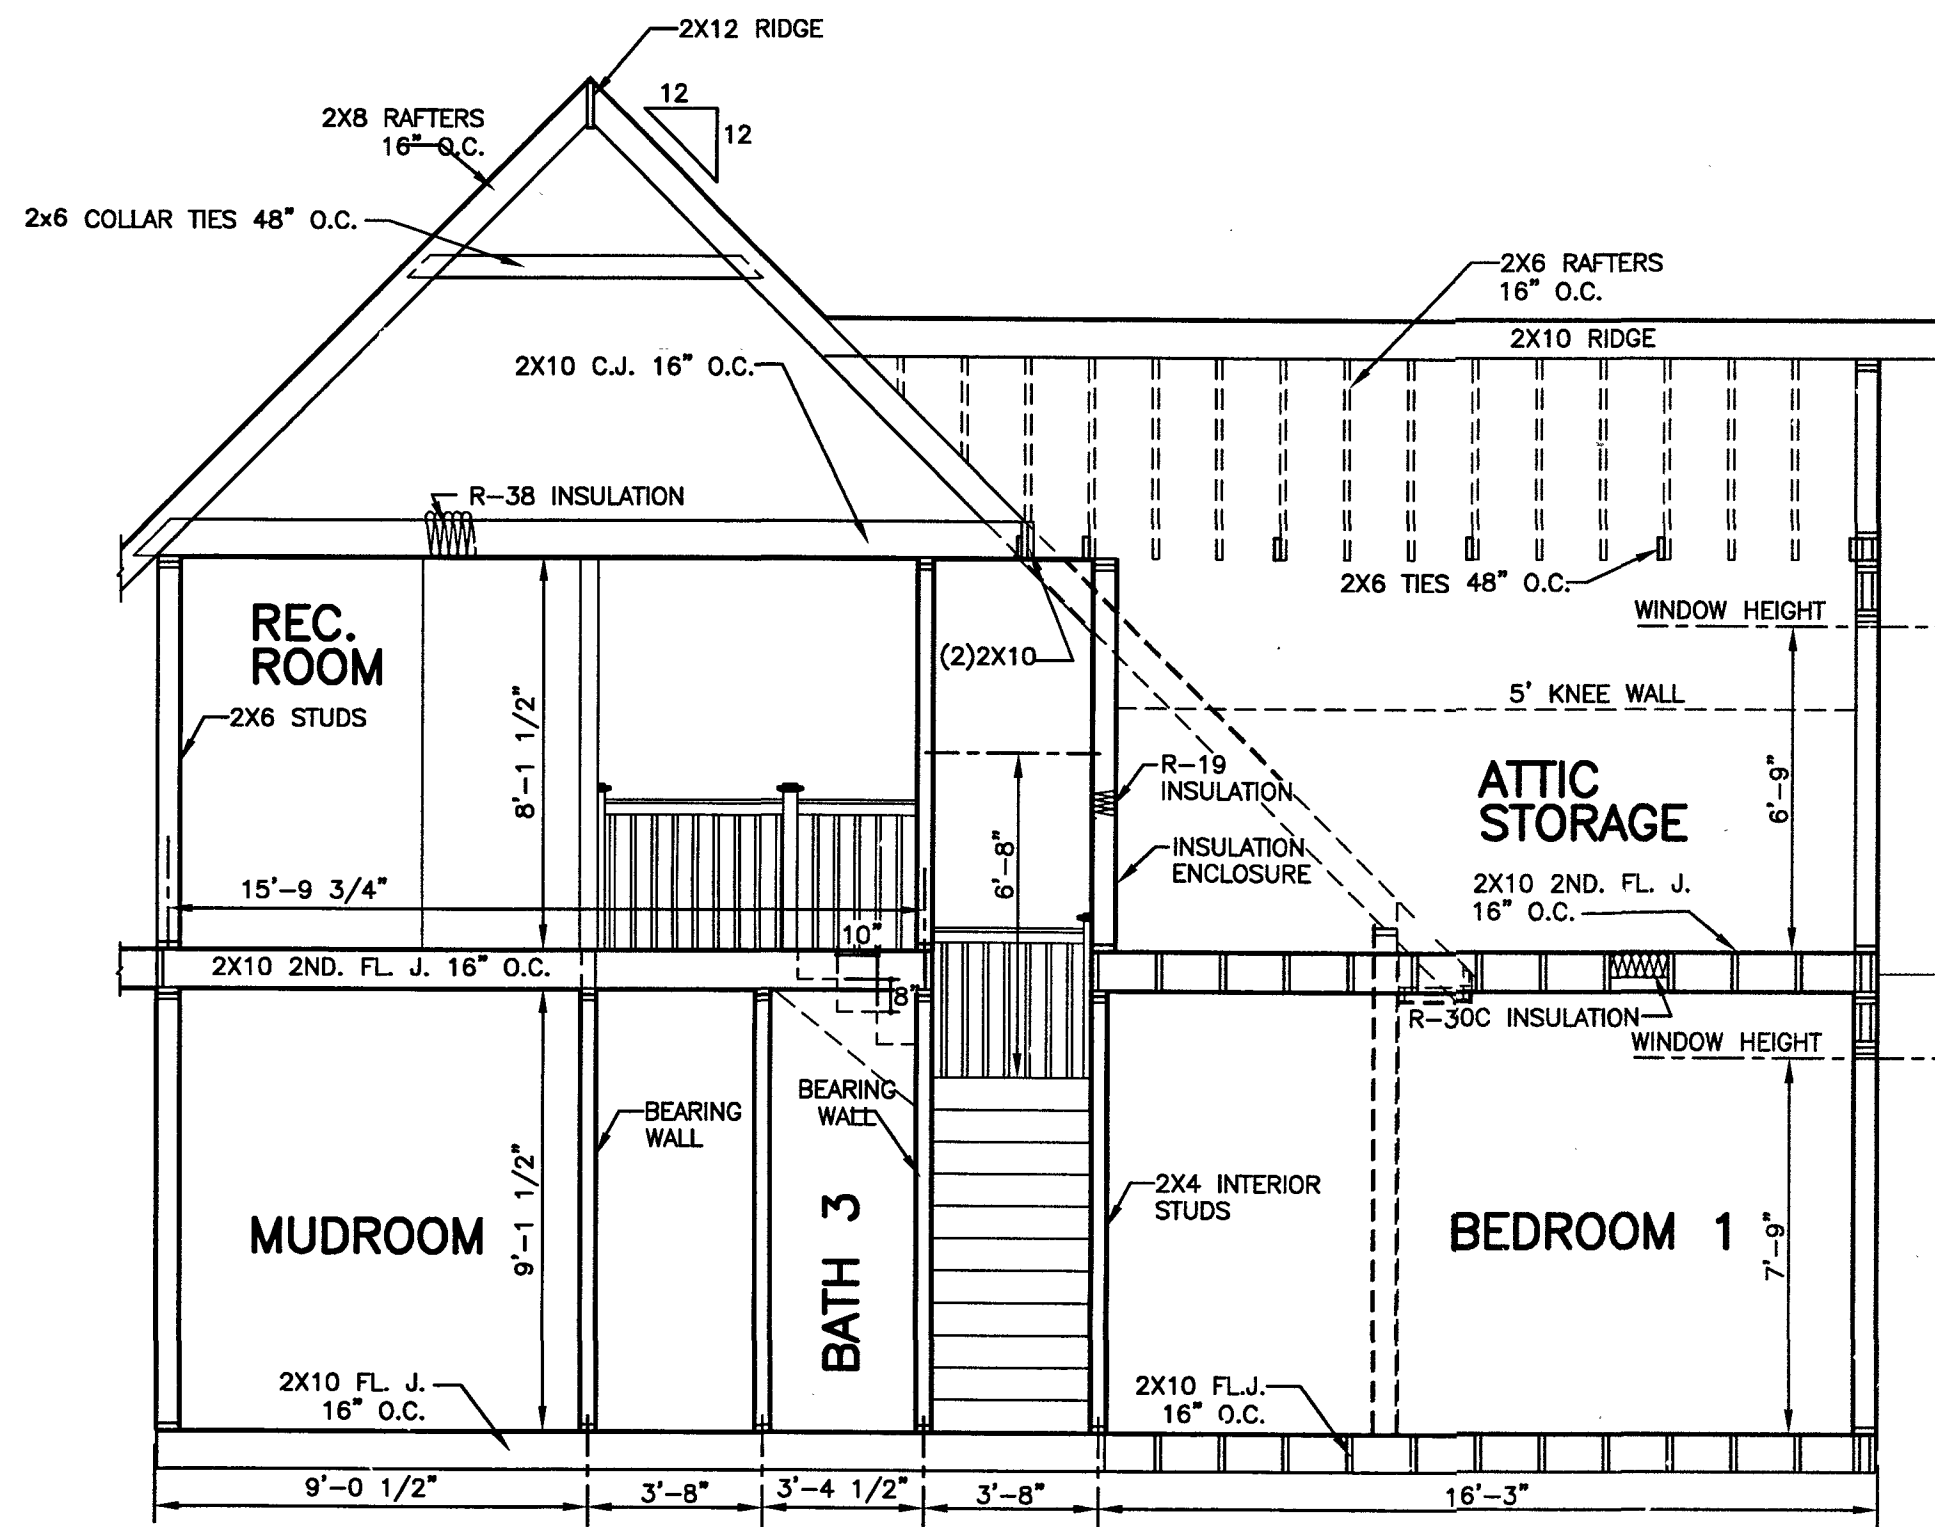 2X12 RIDGE
12
12
2X8 RAFTERS
16" O.C.
2x6 COLLAR TIES 48" O.C.
2X6 RAFTERS
16" O.C.
2X10 RIDGE
2X10 C.J. 16" O.C.
R-38 INSULATION
2X6 TIES 48" O.C.
WINDOW HEIGHT
REC.
ROOM
(2)2X10
5' KNEE WALL
2X6 STUDS
8'-1 1/2"
R-19
INSULATION
ATTIC
STORAGE
6'-9"
6'-8"
INSULATION
ENCLOSURE
15'-9 3/4"
2X10 2ND. FL. J.
16" O.C.
10"
2X10 2ND. FL. J. 16" O.C.
8"
R-30C INSULATION
WINDOW HEIGHT
BEARING
WALL
BEARING
WALL
9'-1 1/2"
MUDROOM
BATH 3
2X4 INTERIOR
STUDS
BEDROOM 1
7'-9"
2X10 FL. J.
16" O.C.
2X10 FL.J.
16" O.C.
9'-0 1/2"
3'-8"
3'-4 1/2"
3'-8"
16'-3"